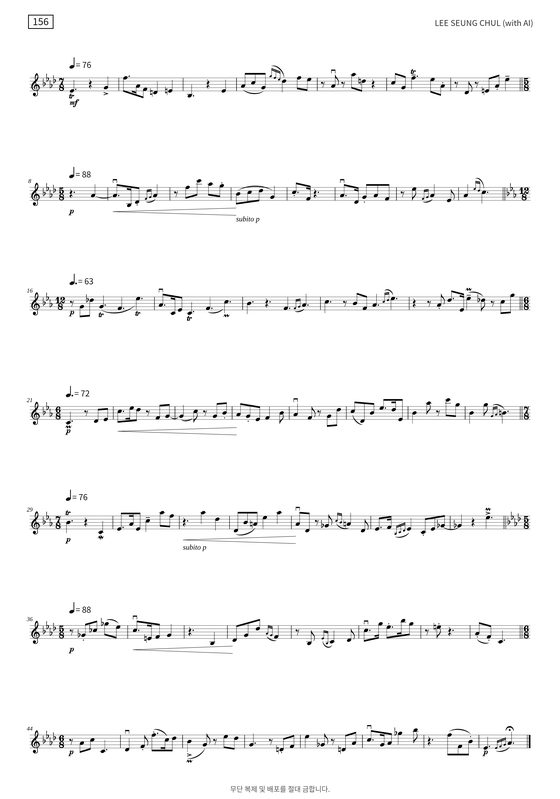 156
LEE SEUNG CHUL (with AI)
= 76
mf
8
= 88
p
subito p
16
= 63
p
21
= 72
p
29
= 76
p
subito p
36
= 88
p
44
p
p
무단 복제 및 배포를 절대 금합니다.